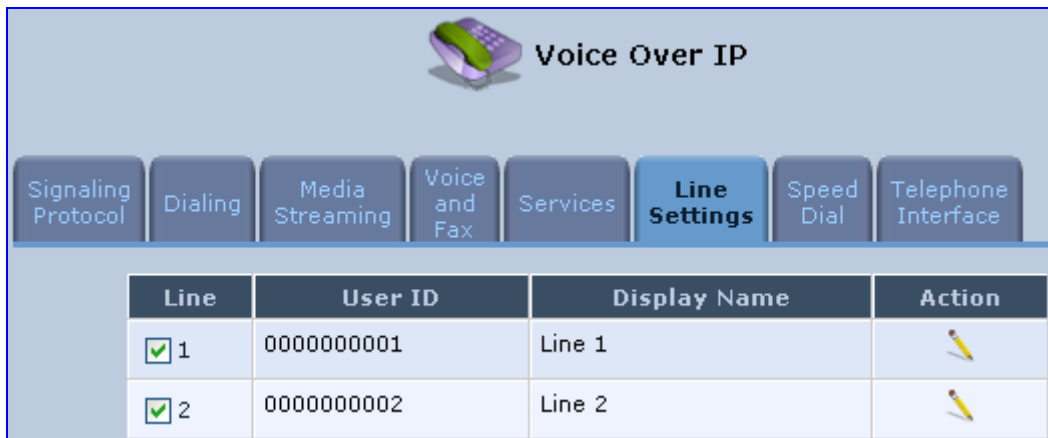 Voice Over IP
Signaling Protocol
Dialing
Media Streaming
Voice and Fax
Services
Line Settings
Speed Dial
Telephone Interface
Line User ID Display Name Action
1 0000000001 Line 1
2 0000000002 Line 2